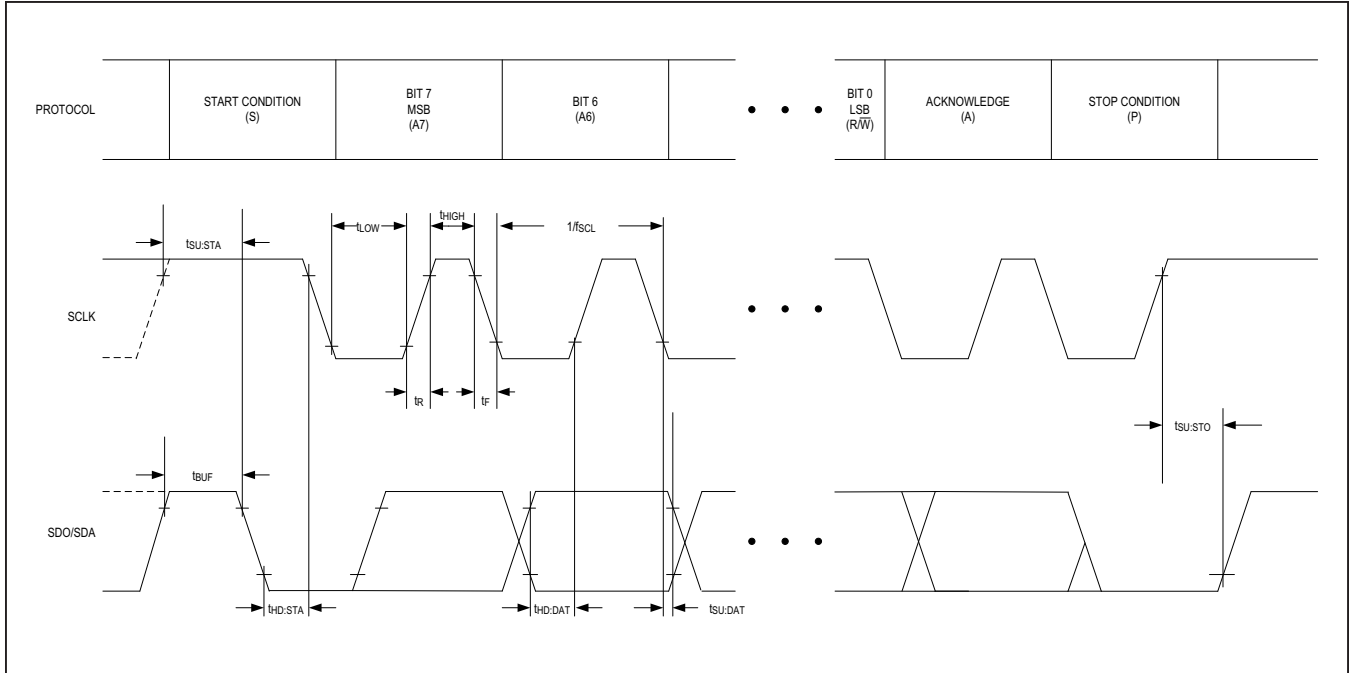 PROTOCOL
START CONDITION
(S)
BIT 7
MSB
(A7)
BIT 6
(A6)
• • •
BIT 0
LSB
(R/W̅)
ACKNOWLEDGE
(A)
STOP CONDITION
(P)
SCLK
tSU:STA
tLOW
tHIGH
1/fSCL
tR
tF
• • •
tSU:STO
SDO/SDA
tBUF
tHD:STA
tHD:DAT
tSU:DAT
• • •